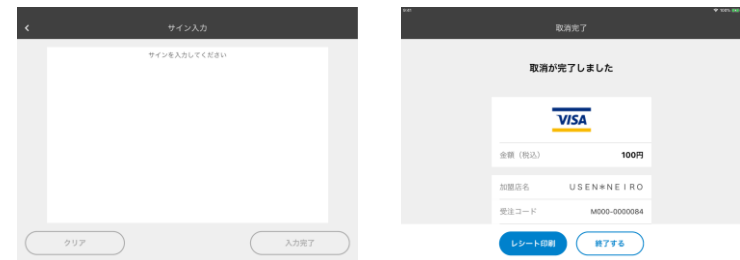 サイン入力
サインを入力してください
クリア
入力完了
9:41
100%
取消完了
取消が完了しました
VISA
金額（税込）
100円
加盟店名
ＵＳＥＮ＊ＮＥＩＲＯ
受注コード
M000-0000084
レシート印刷
終了する